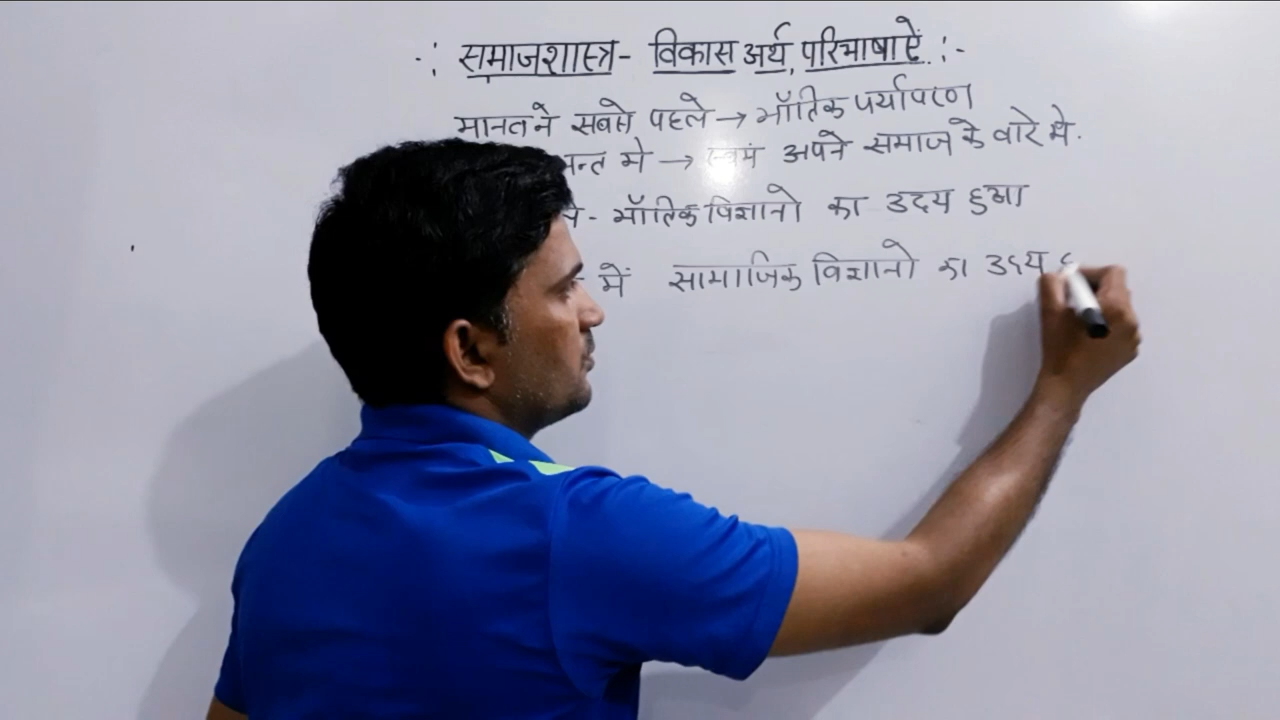 -: समाजशास्त्र - विकास अर्थ, परिभाषाऐं :-
मानव ने सबसे पहले → भौतिक पर्यावरण
में → स्वयं अपने समाज के बारे में.
- भौतिक विज्ञानो का उदय हुआ
में सामाजिक विज्ञानो का उदय